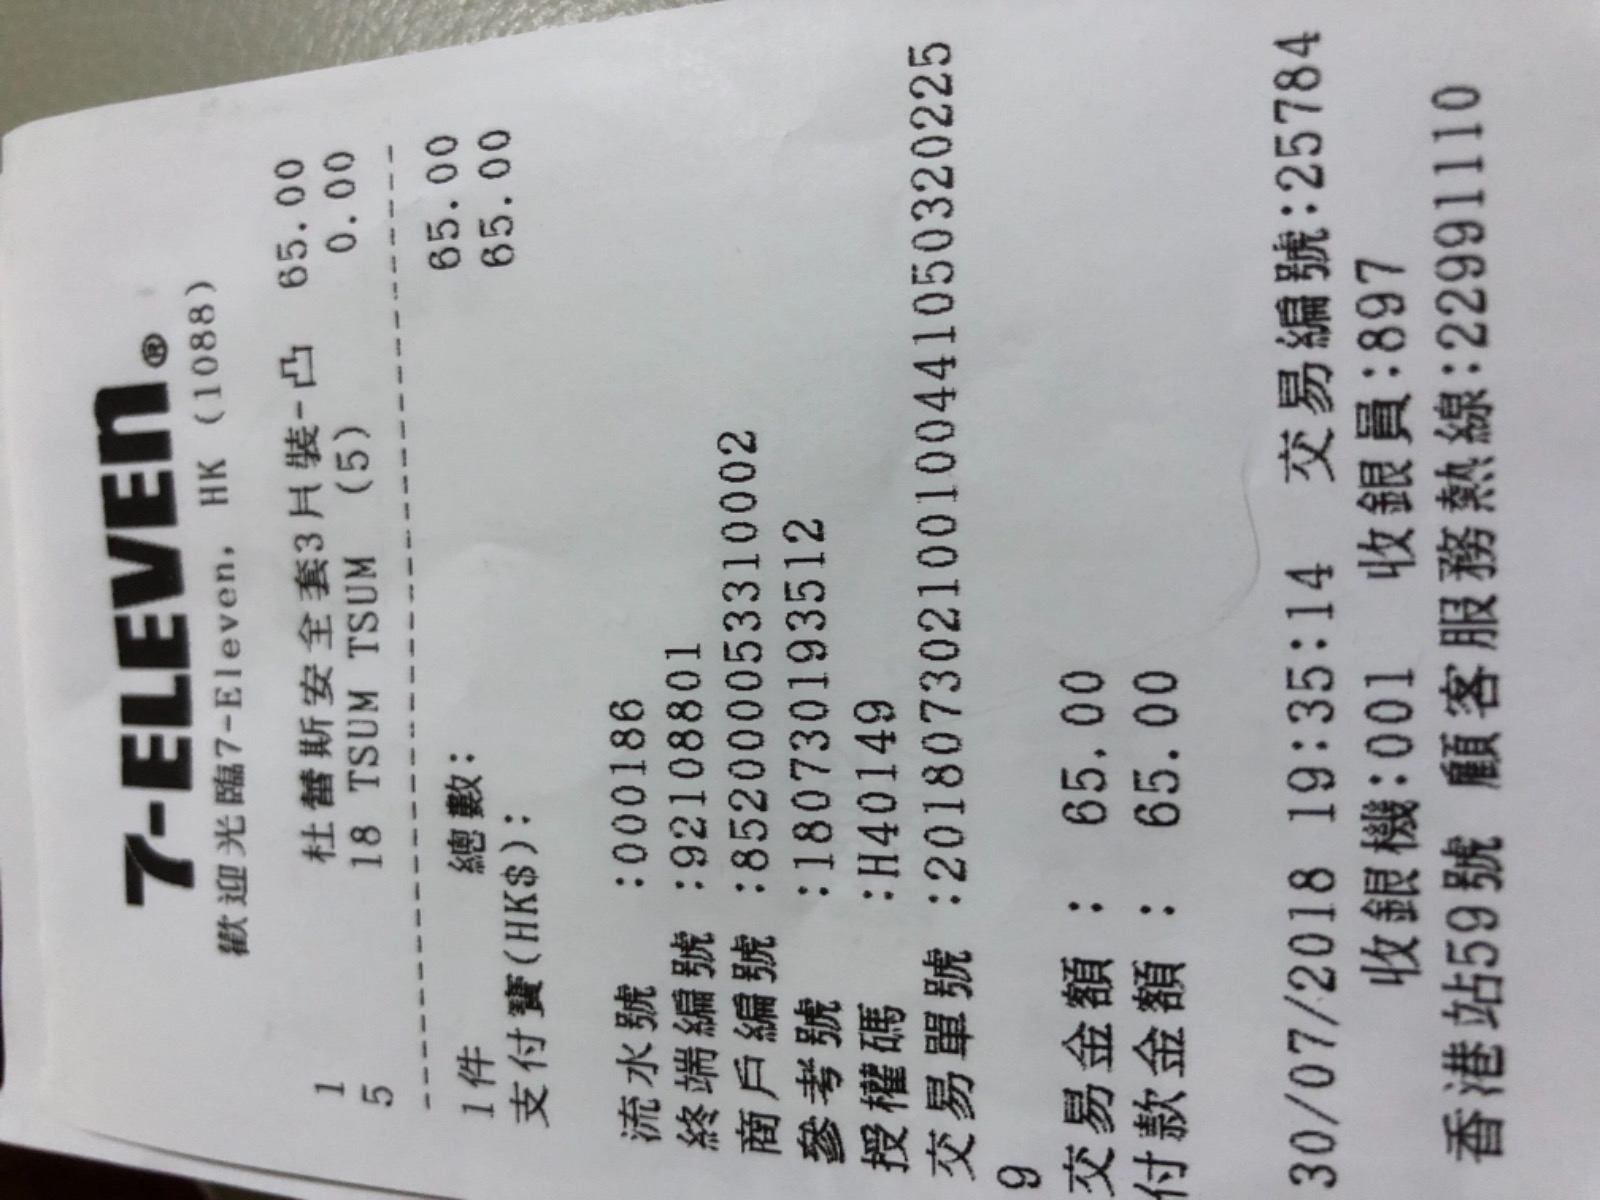 7-ELEVEN®
歡迎光臨7-Eleven, HK (1088)
1 杜蕾斯安全套3片裝-凸 65.00
5 18 TSUM TSUM (5) 0.00
1件 總數: 65.00
支付寶(HK$): 65.00
流水號 :000186
終端編號 :92108801
商戶編號 :852000053310002
參考號 :180730193512
授權碼 :H40149
交易單號 :201807302100100441050320225
9
交易金額 : 65.00
付款金額 : 65.00
30/07/2018 19:35:14 交易編號:25784
收銀機:001 收銀員:897
香港站59號 顧客服務熱線:22991110